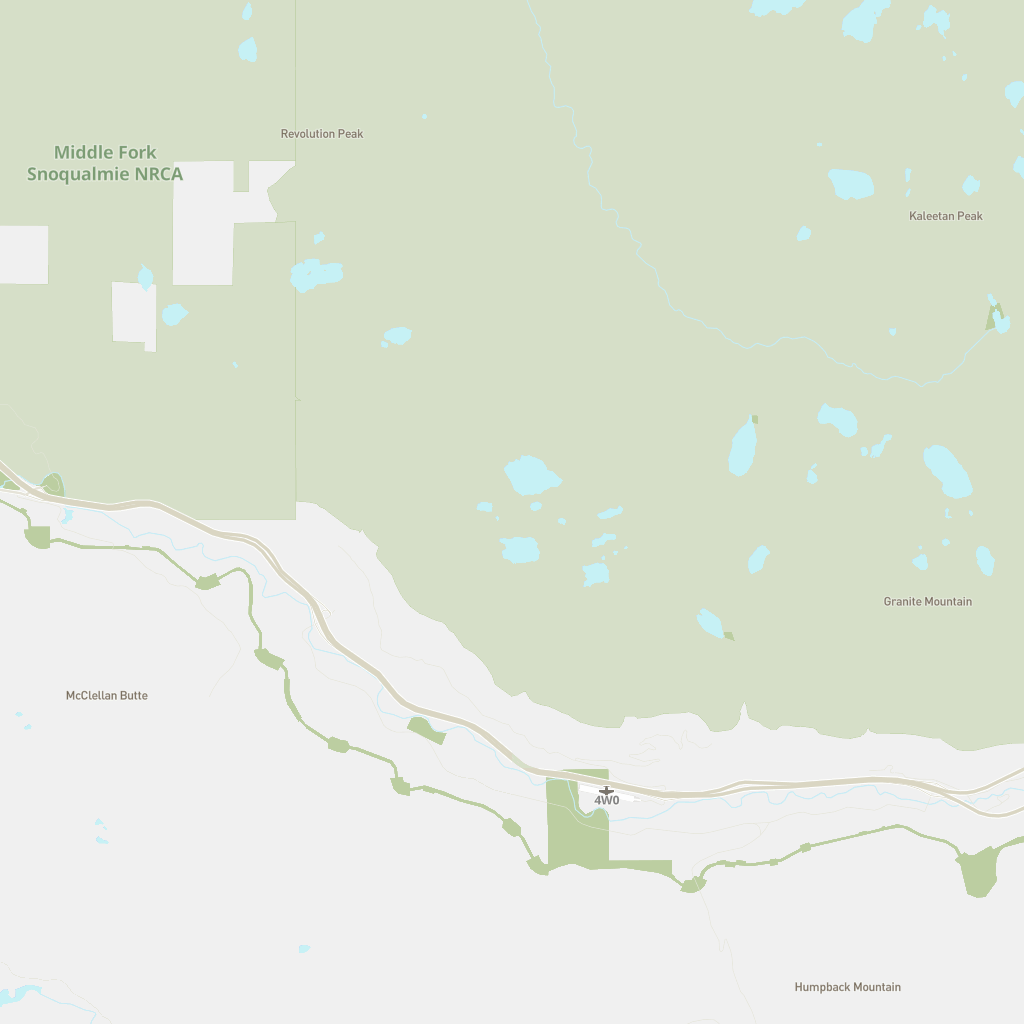 Revolution Peak
Middle Fork
Snoqualmie NRCA
Kaleetan Peak
Granite Mountain
McClellan Butte
4W0
Humpback Mountain